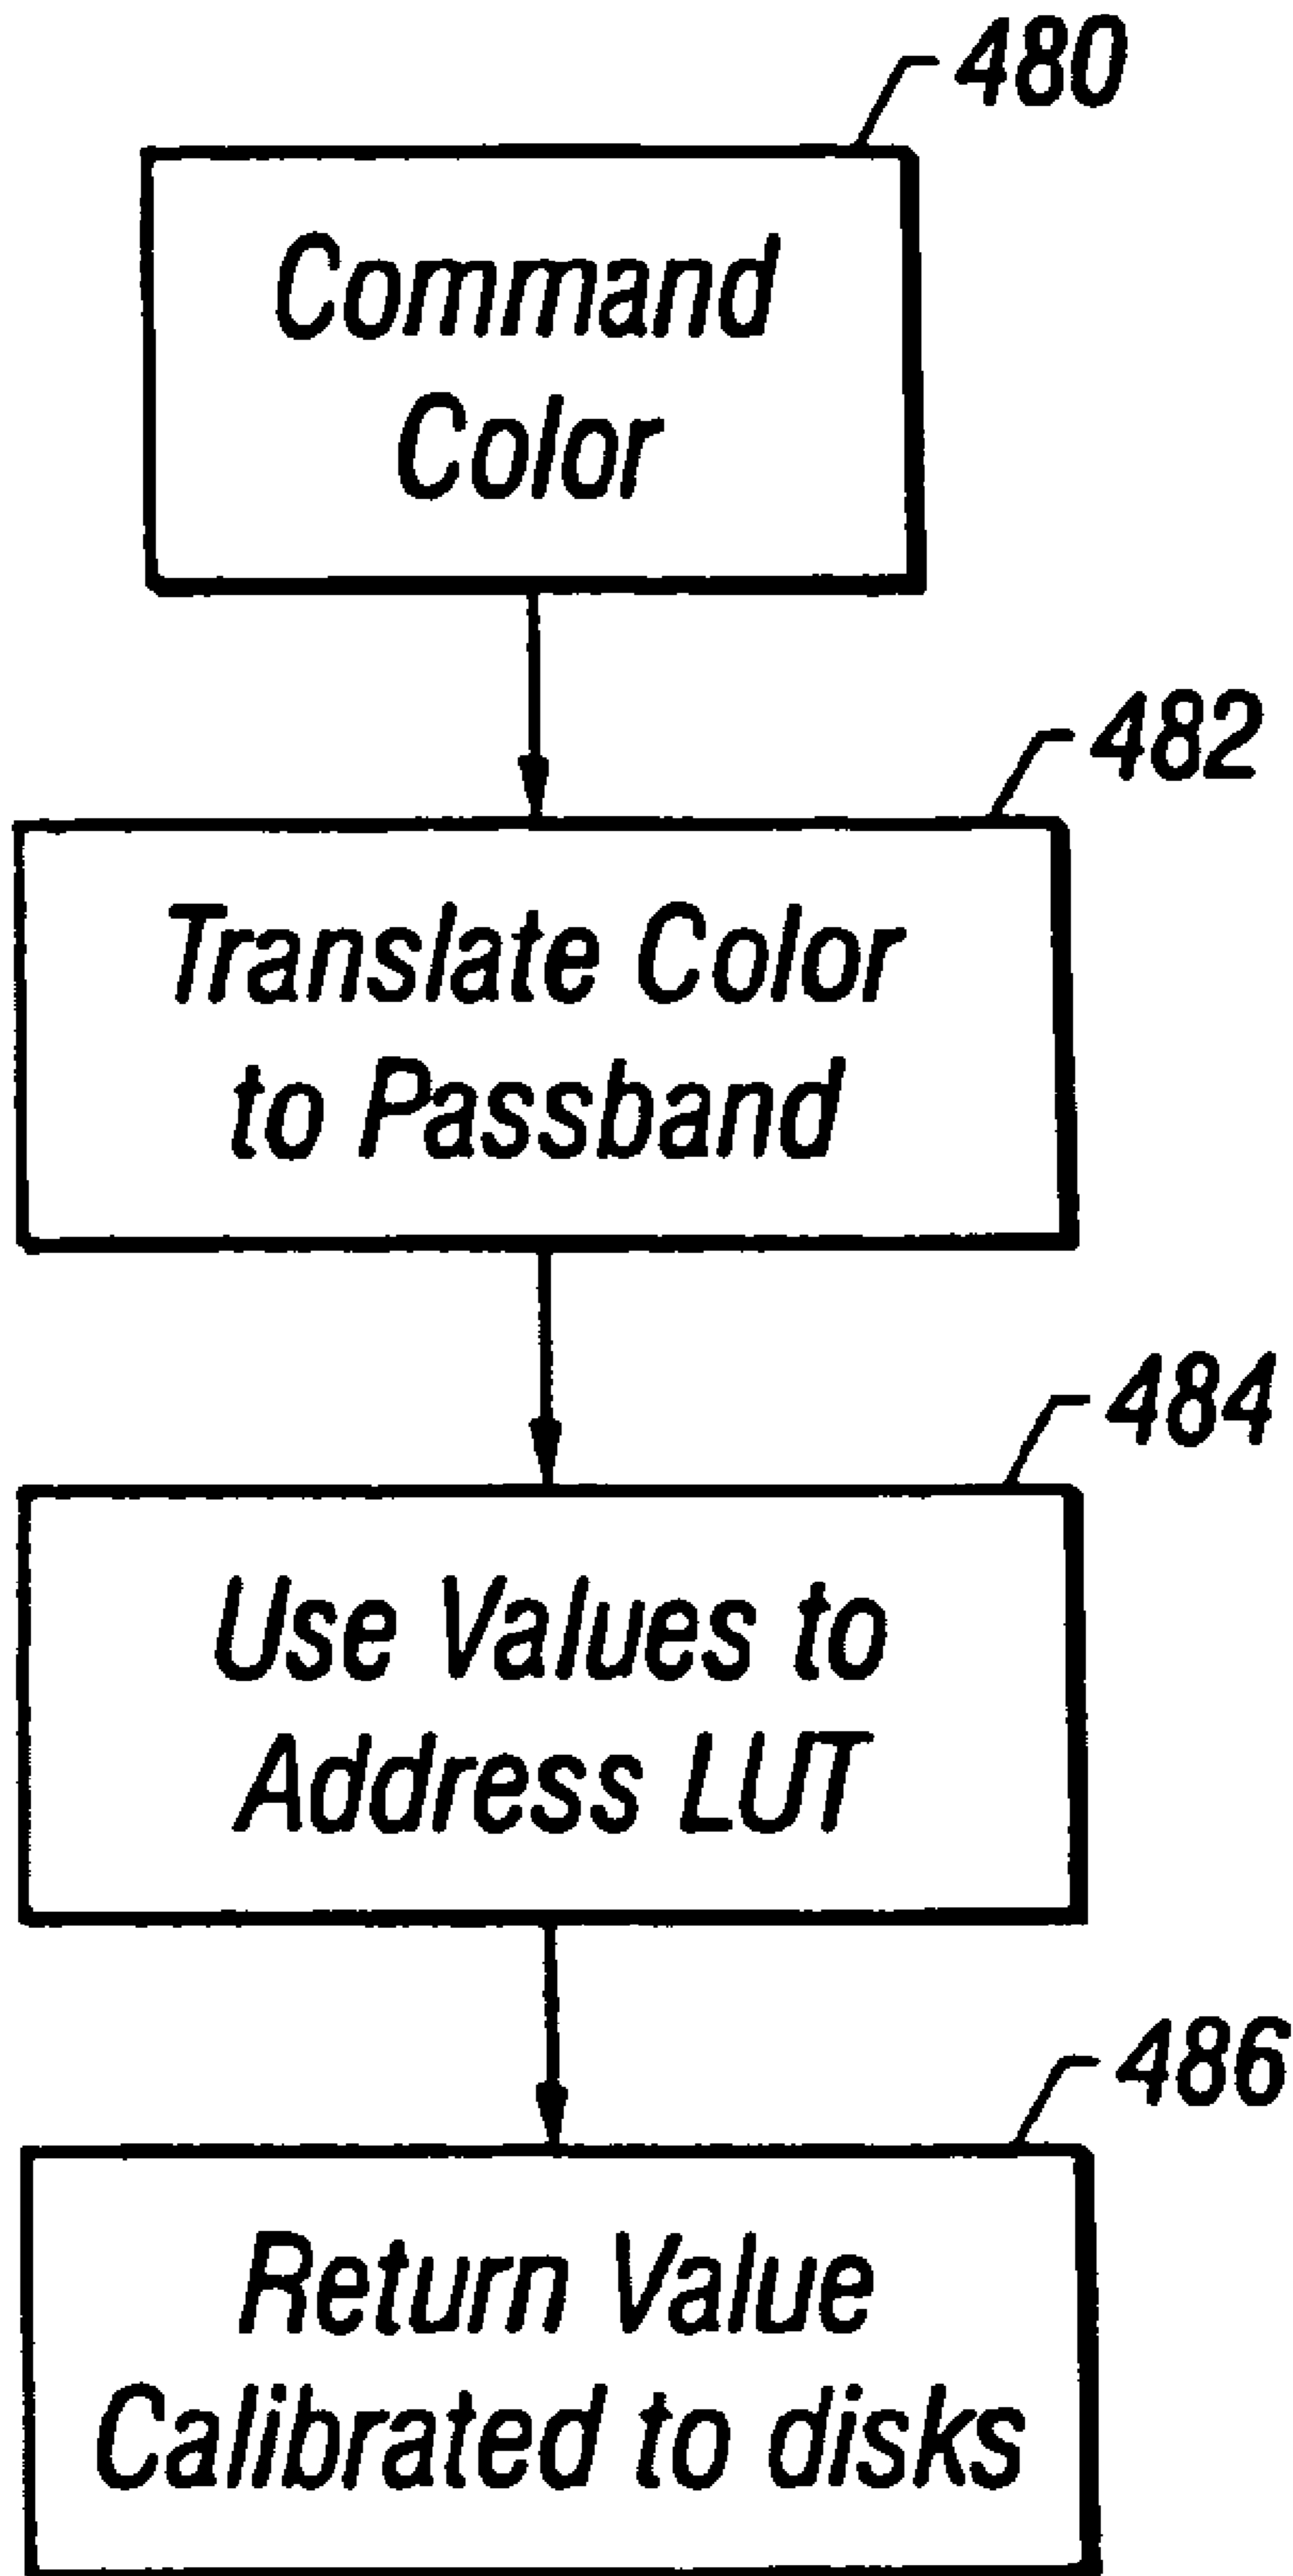 480
Command
Color
482
Translate Color
to Passband
484
Use Values to
Address LUT
486
Return Value
Calibrated to disks